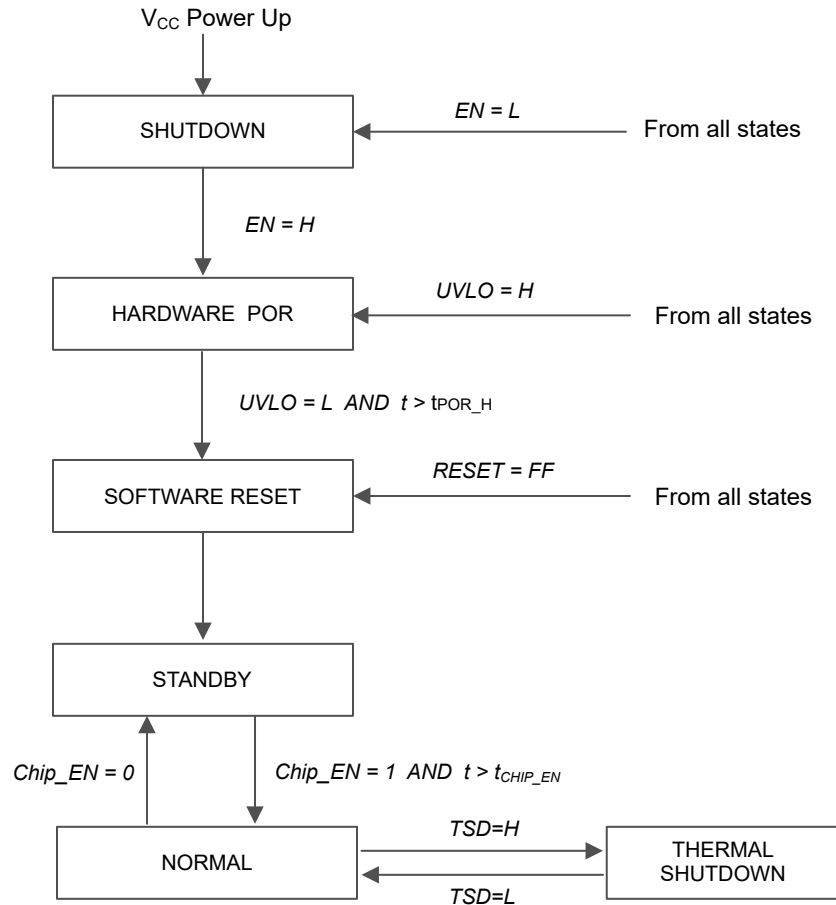 VCC Power Up
SHUTDOWN
EN = L
From all states
EN = H
HARDWARE POR
UVLO = H
From all states
UVLO = L AND t > tPOR_H
SOFTWARE RESET
RESET = FF
From all states
STANDBY
Chip_EN = 0
Chip_EN = 1 AND t > tCHIP_EN
NORMAL
TSD=H
TSD=L
THERMAL
SHUTDOWN